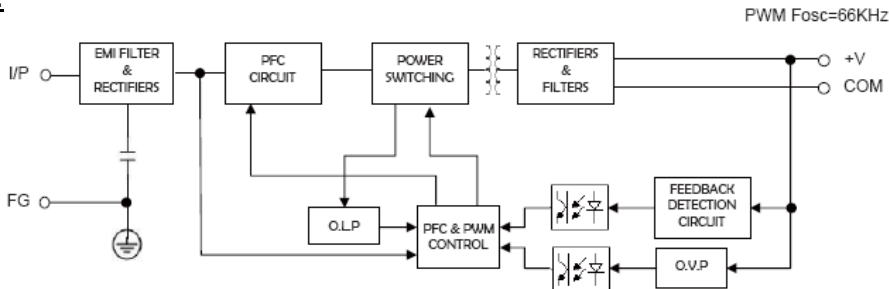 PWM Fosc=66KHz
I/P
EMI FILTER
&
RECTIFIERS
PFC
CIRCUIT
POWER
SWITCHING
RECTIFIERS
&
FILTERS
+V
COM
FG
O.L.P
PFC & PWM
CONTROL
FEEDBACK
DETECTION
CIRCUIT
O.V.P